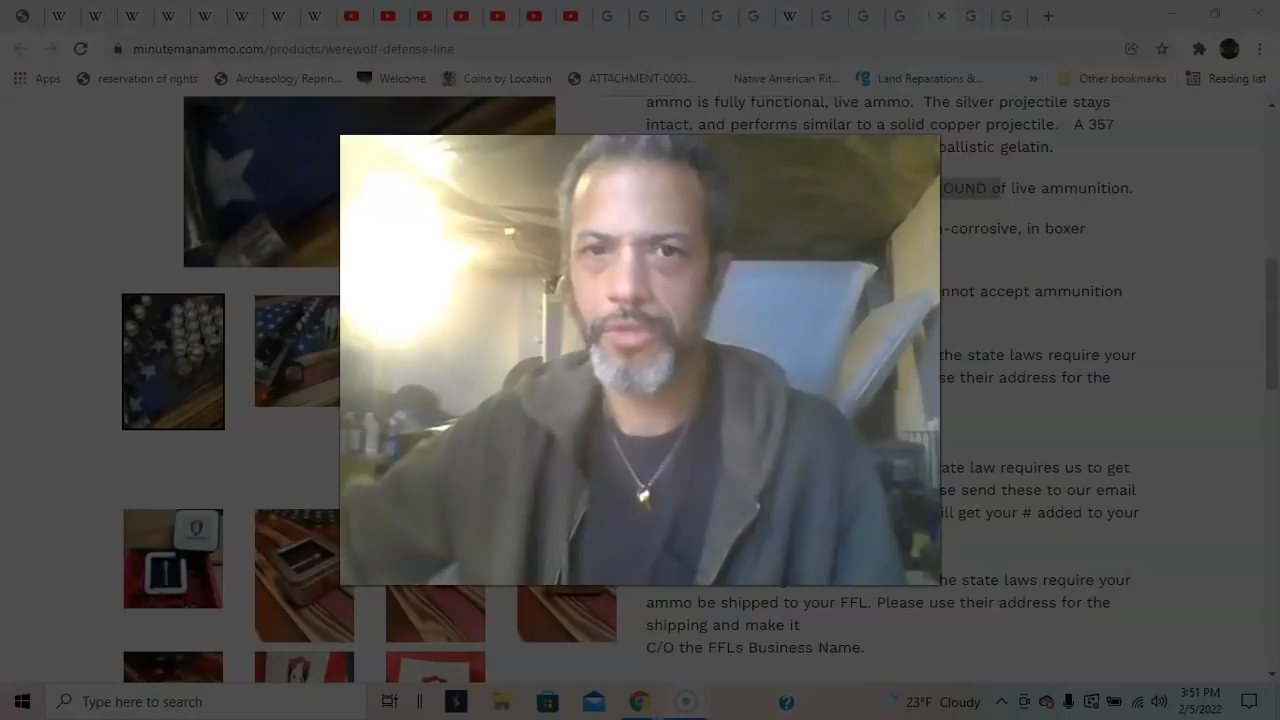 minutemanammo.com/products/werewolf-defense-line
Apps
reservation of rights
Archaeology Reprin...
Welcome
Coins by Location
ATTACHMENT-0003...
Native American Rit...
Land Reparations &...
»
Other bookmarks
Reading list
ammo is fully functional, live ammo. The silver projectile stays
intact, and performs similar to a solid copper projectile. A 357
ballistic gelatin.
OUND of live ammunition.
-corrosive, in boxer
nnot accept ammunition
the state laws require your
se their address for the
tate law requires us to get
se send these to our email
ill get your # added to your
he state laws require your
ammo be shipped to your FFL. Please use their address for the
shipping and make it
C/O the FFLs Business Name.
Type here to search
23°F Cloudy
3:51 PM
2/5/2022